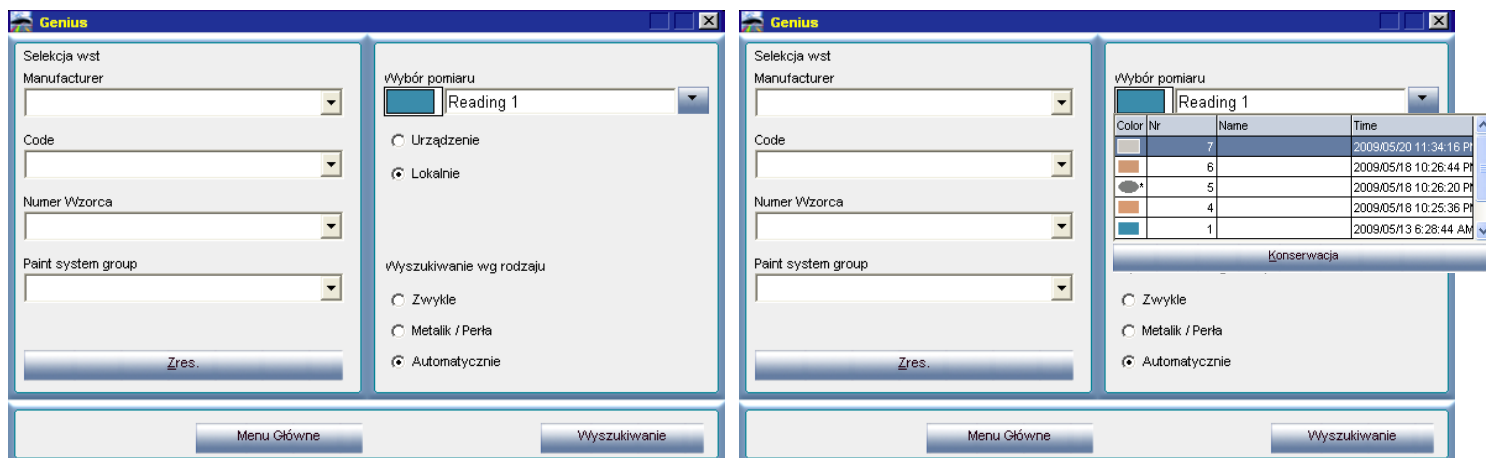 Genius
Selekcja wst
Manufacturer
Code
Numer Wzorca
Paint system group
Zres.
Wybór pomiaru
Reading 1
Urządzenie
Lokalnie
Wyszukiwanie wg rodzaju
Zwykle
Metalik / Perła
Automatycznie
Menu Główne
Wyszukiwanie
Genius
Selekcja wst
Manufacturer
Code
Numer Wzorca
Paint system group
Zres.
Wybór pomiaru
Reading 1
Color Nr Name Time
7 2009/05/20 11:34:16 PM
6 2009/05/18 10:26:44 PM
* 5 2009/05/18 10:26:20 PM
4 2009/05/18 10:25:36 PM
1 2009/05/13 6:28:44 AM
Konserwacja
Zwykle
Metalik / Perła
Automatycznie
Menu Główne
Wyszukiwanie